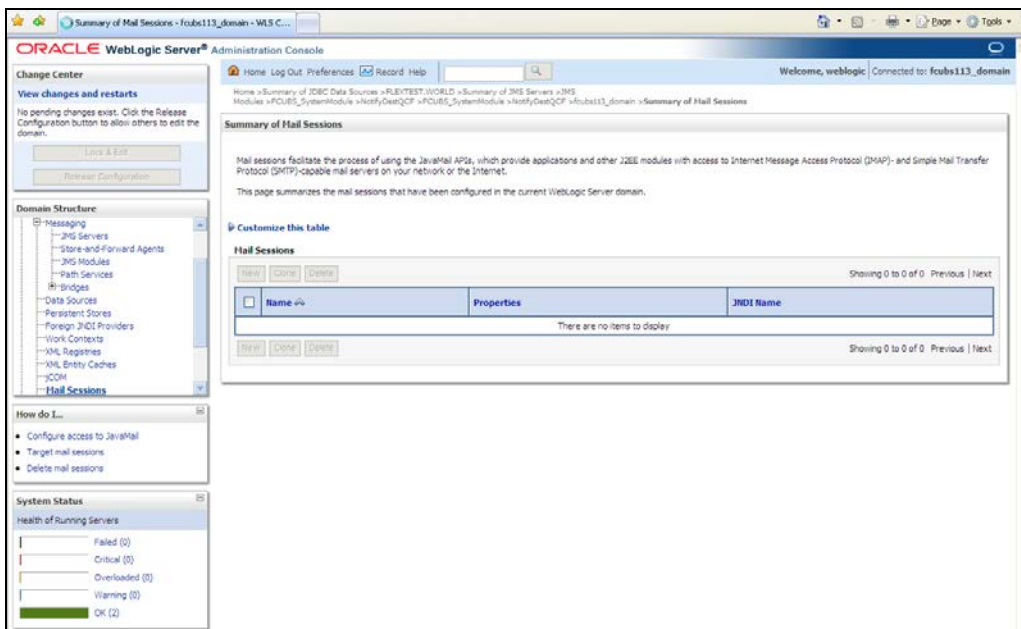 Summary of Mail Sessions - fcubs113_domain - WLS C...
Page
Tools
ORACLE WebLogic Server® Administration Console
Change Center
View changes and restarts
No pending changes exist. Click the Release
Configuration button to allow others to edit the
domain.
Lock & Edit
Release Configuration
Domain Structure
Messaging
JMS Servers
Store-and-Forward Agents
JMS Modules
Path Services
Bridges
Data Sources
Persistent Stores
Foreign JNDI Providers
Work Contexts
XML Registries
XML Entity Caches
jCOM
Mail Sessions
How do I...
Configure access to JavaMail
Target mail sessions
Delete mail sessions
System Status
Health of Running Servers
Failed (0)
Critical (0)
Overloaded (0)
Warning (0)
OK (2)
Home Log Out Preferences Record Help
Welcome, weblogic Connected to: fcubs113_domain
Home >Summary of JDBC Data Sources >FLEXTEST.WORLD >Summary of JMS Servers >JMS
Modules >FCUBS_SystemModule >NotifyDestQCF >FCUBS_SystemModule >NotifyDestQCF >fcubs113_domain >Summary of Mail Sessions
Summary of Mail Sessions
Mail sessions facilitate the process of using the JavaMail APIs, which provide applications and other J2EE modules with access to Internet Message Access Protocol (IMAP)- and Simple Mail Transfer
Protocol (SMTP)-capable mail servers on your network or the Internet.
This page summarizes the mail sessions that have been configured in the current WebLogic Server domain.
Customize this table
Mail Sessions
New Clone Delete
Showing 0 to 0 of 0 Previous | Next
Name Properties JNDI Name
There are no items to display
New Clone Delete
Showing 0 to 0 of 0 Previous | Next